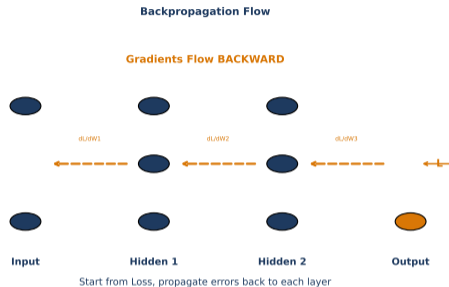 Backpropagation Flow
Gradients Flow BACKWARD
dL/dW1 dL/dW2 dL/dW3
L
Input Hidden 1 Hidden 2 Output
Start from Loss, propagate errors back to each layer